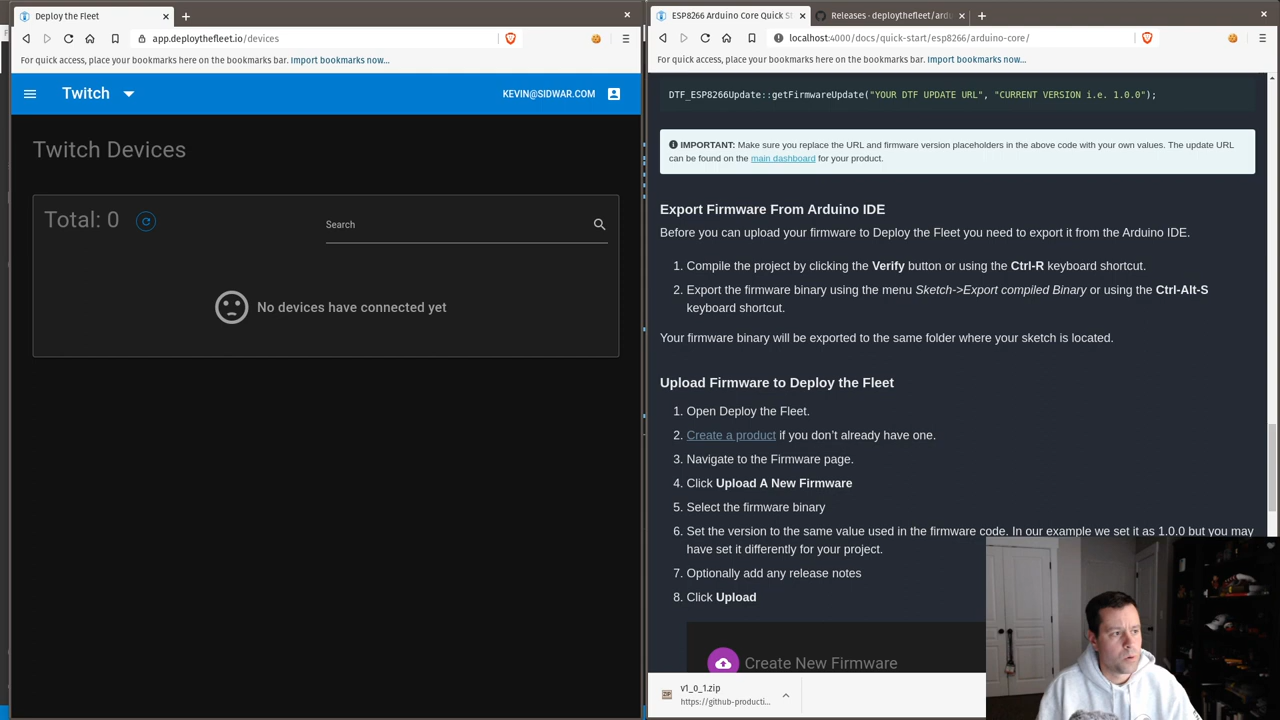 Deploy the Fleet
app.deploythefleet.io/devices
For quick access, place your bookmarks here on the bookmarks bar. Import bookmarks now...
Twitch
KEVIN@SIDWAR.COM
Twitch Devices
Total: 0
Search
No devices have connected yet
ESP8266 Arduino Core Quick St
Releases · deploythefleet/ardu
localhost:4000/docs/quick-start/esp8266/arduino-core/
For quick access, place your bookmarks here on the bookmarks bar. Import bookmarks now...
DTF_ESP8266Update::getFirmwareUpdate("YOUR DTF UPDATE URL", "CURRENT VERSION i.e. 1.0.0");
IMPORTANT: Make sure you replace the URL and firmware version placeholders in the above code with your own values. The update URL
can be found on the main dashboard for your product.
Export Firmware From Arduino IDE
Before you can upload your firmware to Deploy the Fleet you need to export it from the Arduino IDE.
1. Compile the project by clicking the Verify button or using the Ctrl-R keyboard shortcut.
2. Export the firmware binary using the menu Sketch->Export compiled Binary or using the Ctrl-Alt-S
keyboard shortcut.
Your firmware binary will be exported to the same folder where your sketch is located.
Upload Firmware to Deploy the Fleet
1. Open Deploy the Fleet.
2. Create a product if you don't already have one.
3. Navigate to the Firmware page.
4. Click Upload A New Firmware
5. Select the firmware binary
6. Set the version to the same value used in the firmware code. In our example we set it as 1.0.0 but you may
have set it differently for your project.
7. Optionally add any release notes
8. Click Upload
Create New Firmware
v1_0_1.zip
https://github-producti...